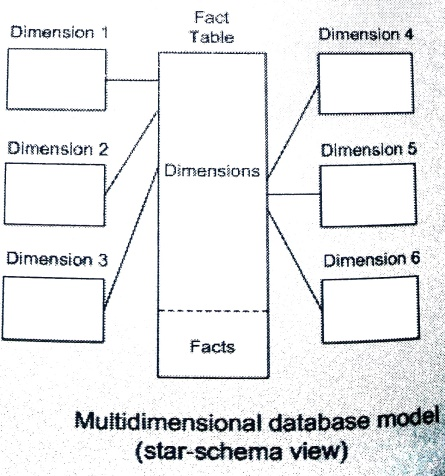 Fact
Table
Dimension 1
Dimension 2
Dimension 3
Dimensions
Facts
Dimension 4
Dimension 5
Dimension 6
Multidimensional database model
(star-schema view)